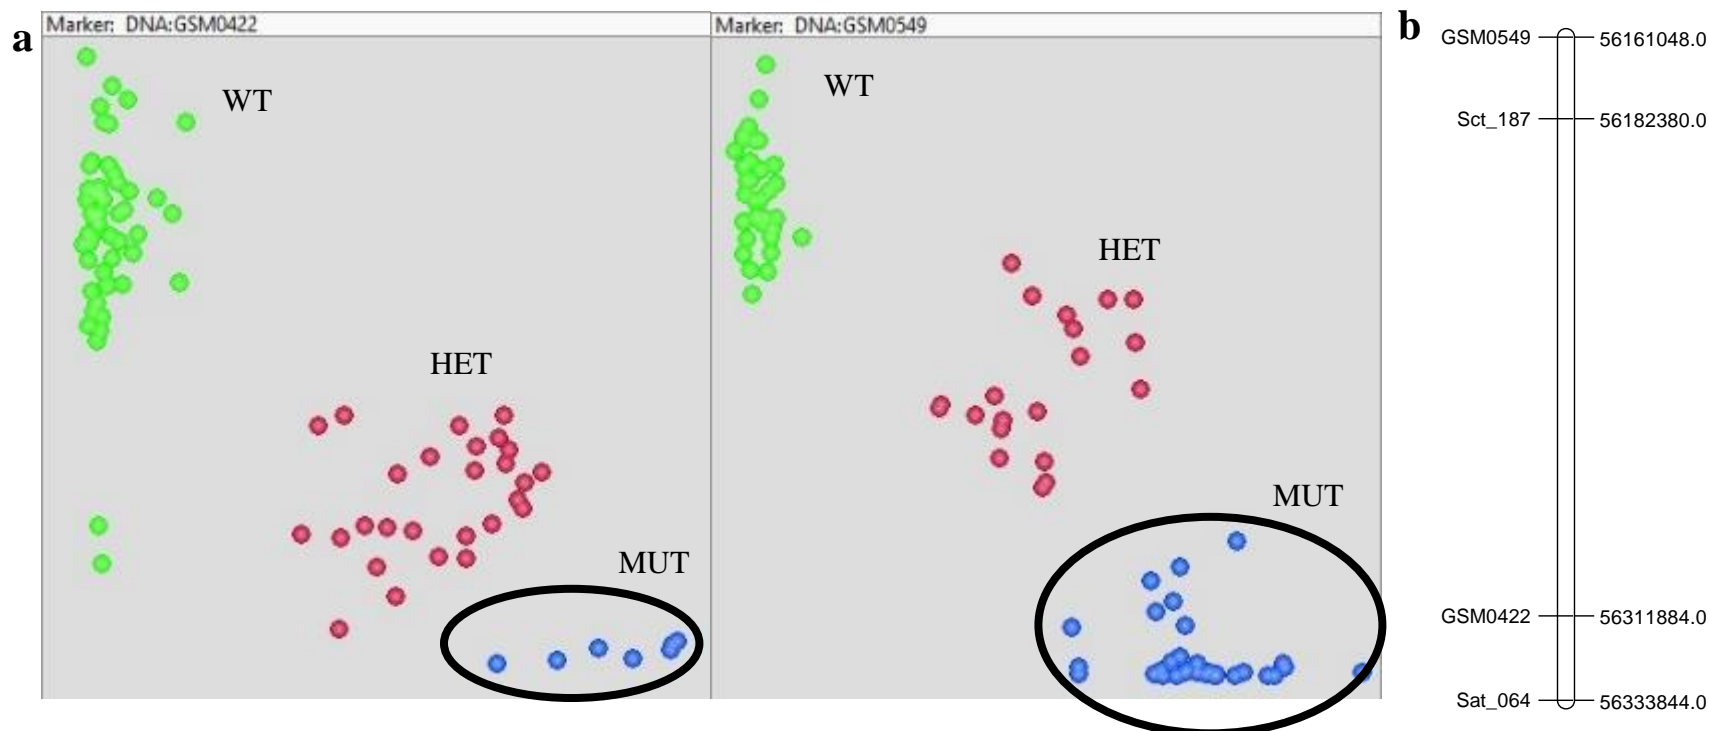 a
Marker: DNA:GSM0422
WT
HET
MUT
Marker: DNA:GSM0549
WT
HET
MUT
b
GSM0549 56161048.0
Sct_187 56182380.0
GSM0422 56311884.0
Sat_064 56333844.0